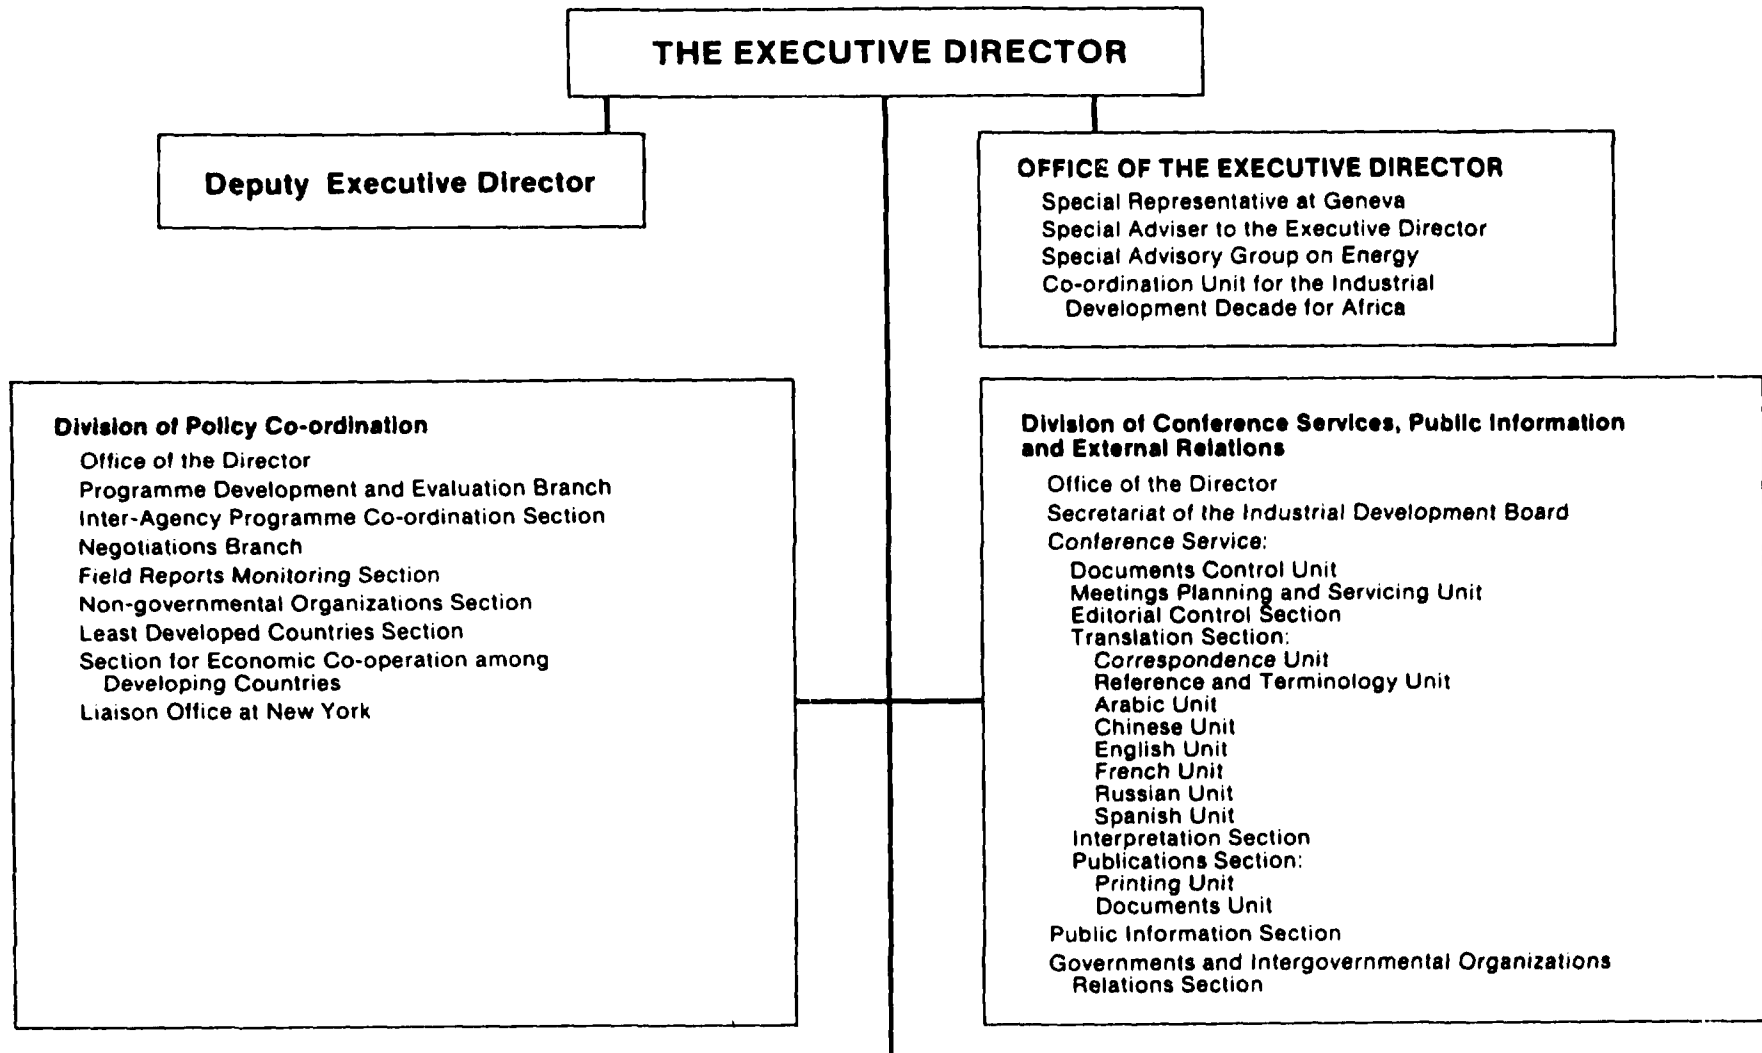 THE EXECUTIVE DIRECTOR
Deputy Executive Director
OFFICE OF THE EXECUTIVE DIRECTOR
Special Representative at Geneva
Special Adviser to the Executive Director
Special Advisory Group on Energy
Co-ordination Unit for the Industrial
Development Decade for Africa
Division of Policy Co-ordination
Office of the Director
Programme Development and Evaluation Branch
Inter-Agency Programme Co-ordination Section
Negotiations Branch
Field Reports Monitoring Section
Non-governmental Organizations Section
Least Developed Countries Section
Section for Economic Co-operation among
Developing Countries
Liaison Office at New York
Division of Conference Services, Public Information
and External Relations
Office of the Director
Secretariat of the Industrial Development Board
Conference Service:
Documents Control Unit
Meetings Planning and Servicing Unit
Editorial Control Section
Translation Section:
Correspondence Unit
Reference and Terminology Unit
Arabic Unit
Chinese Unit
English Unit
French Unit
Russian Unit
Spanish Unit
Interpretation Section
Publications Section:
Printing Unit
Documents Unit
Public Information Section
Governments and Intergovernmental Organizations
Relations Section